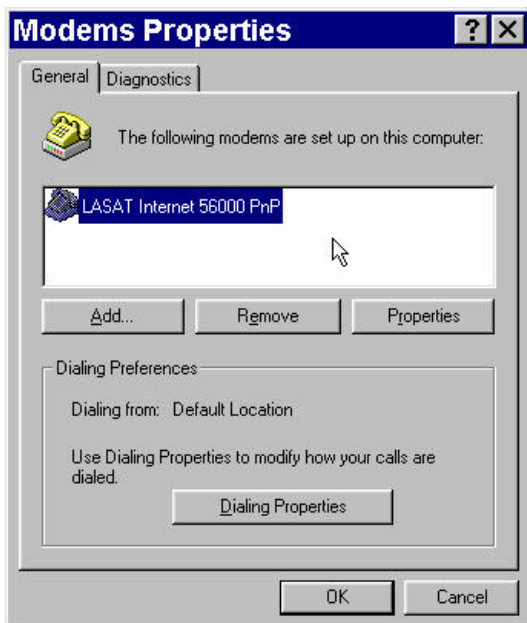 Modems Properties
General
Diagnostics
The following modems are set up on this computer:
LASAT Internet 56000 PnP
Add...
Remove
Properties
Dialing Preferences
Dialing from: Default Location
Use Dialing Properties to modify how your calls are
dialed.
Dialing Properties
OK
Cancel